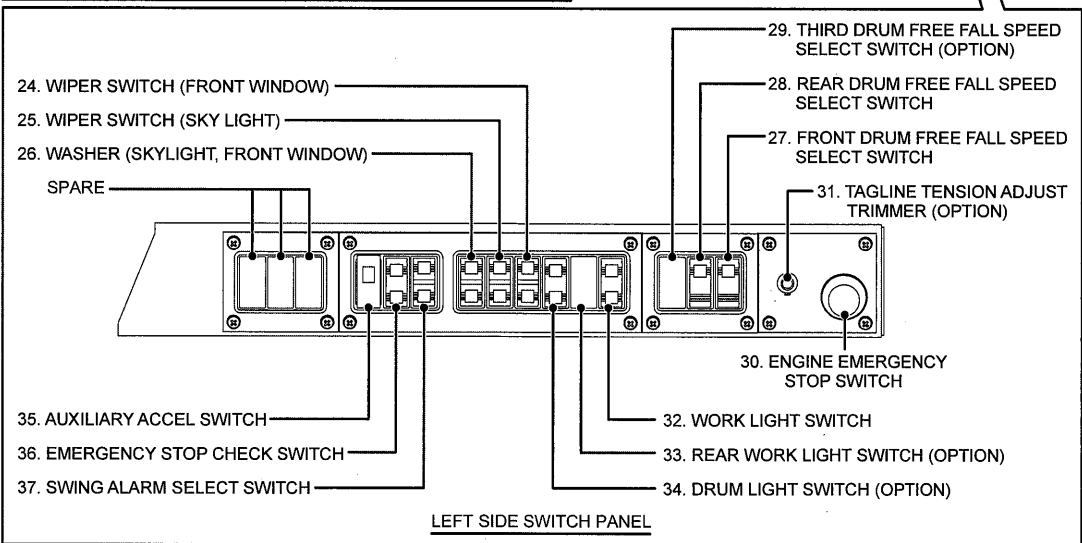 29. THIRD DRUM FREE FALL SPEED
SELECT SWITCH (OPTION)
24. WIPER SWITCH (FRONT WINDOW)
28. REAR DRUM FREE FALL SPEED
SELECT SWITCH
25. WIPER SWITCH (SKY LIGHT)
26. WASHER (SKYLIGHT, FRONT WINDOW)
27. FRONT DRUM FREE FALL SPEED
SELECT SWITCH
SPARE
31. TAGLINE TENSION ADJUST
TRIMMER (OPTION)
30. ENGINE EMERGENCY
STOP SWITCH
35. AUXILIARY ACCEL SWITCH
32. WORK LIGHT SWITCH
36. EMERGENCY STOP CHECK SWITCH
33. REAR WORK LIGHT SWITCH (OPTION)
37. SWING ALARM SELECT SWITCH
34. DRUM LIGHT SWITCH (OPTION)
LEFT SIDE SWITCH PANEL